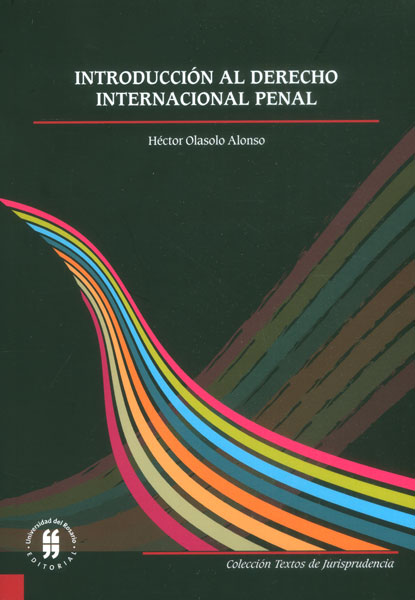 INTRODUCCIÓN AL DERECHO
INTERNACIONAL PENAL
Héctor Olasolo Alonso
Universidad del Rosario
EDITORIAL
Colección Textos de Jurisprudencia